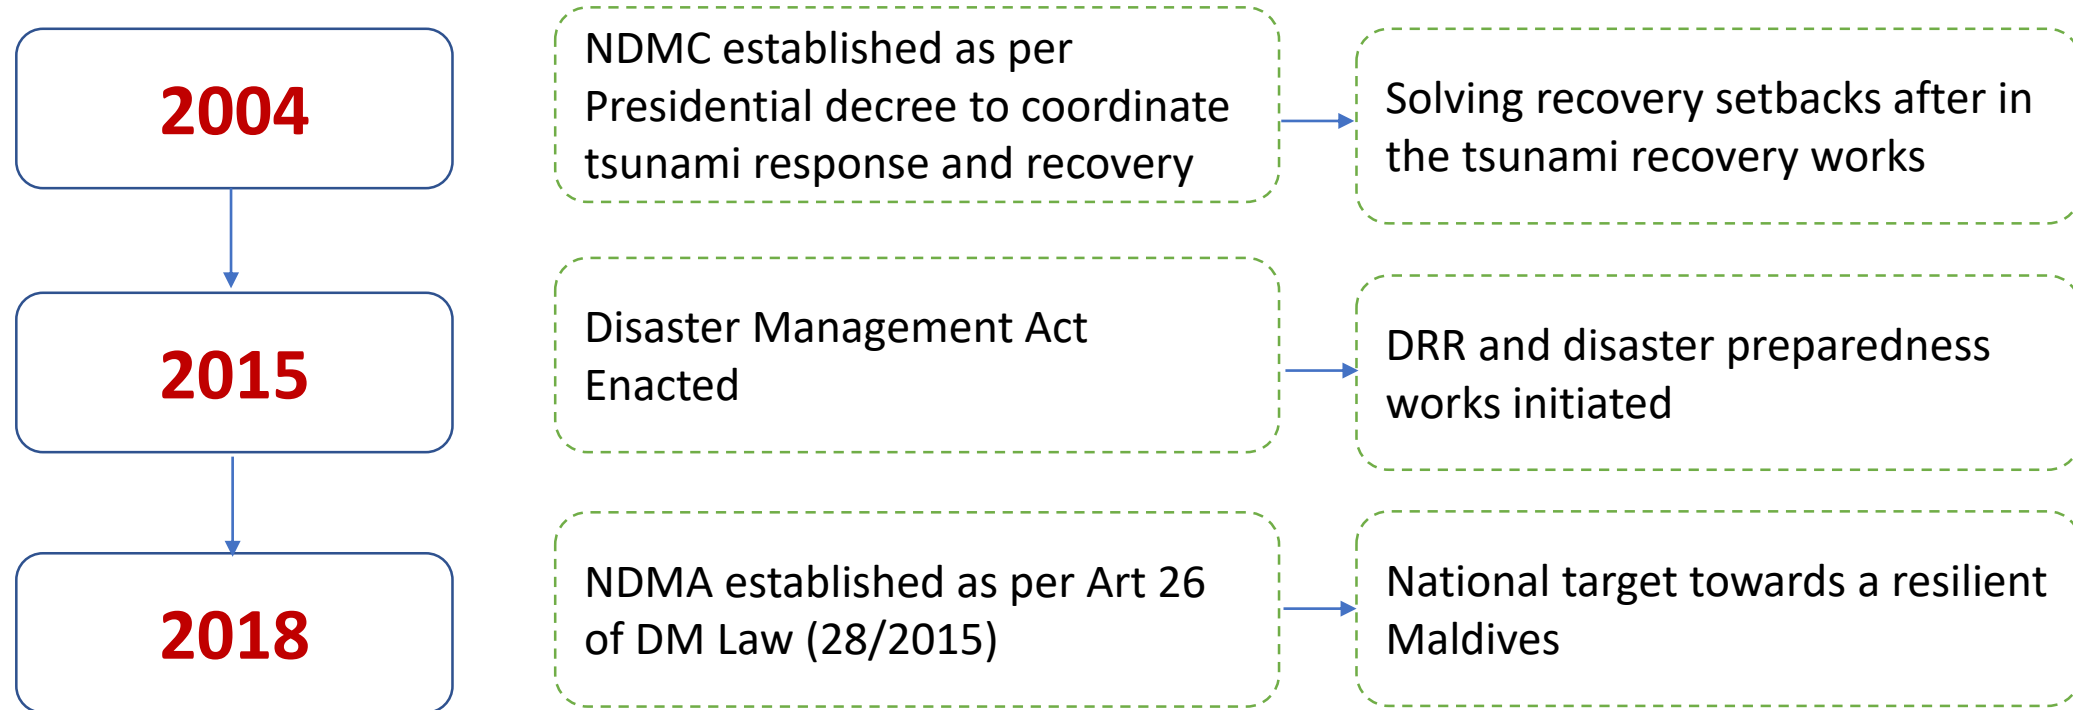 2004
NDMC established as per
Presidential decree to coordinate
tsunami response and recovery
Solving recovery setbacks after in
the tsunami recovery works
2015
Disaster Management Act
Enacted
DRR and disaster preparedness
works initiated
2018
NDMA established as per Art 26
of DM Law (28/2015)
National target towards a resilient
Maldives